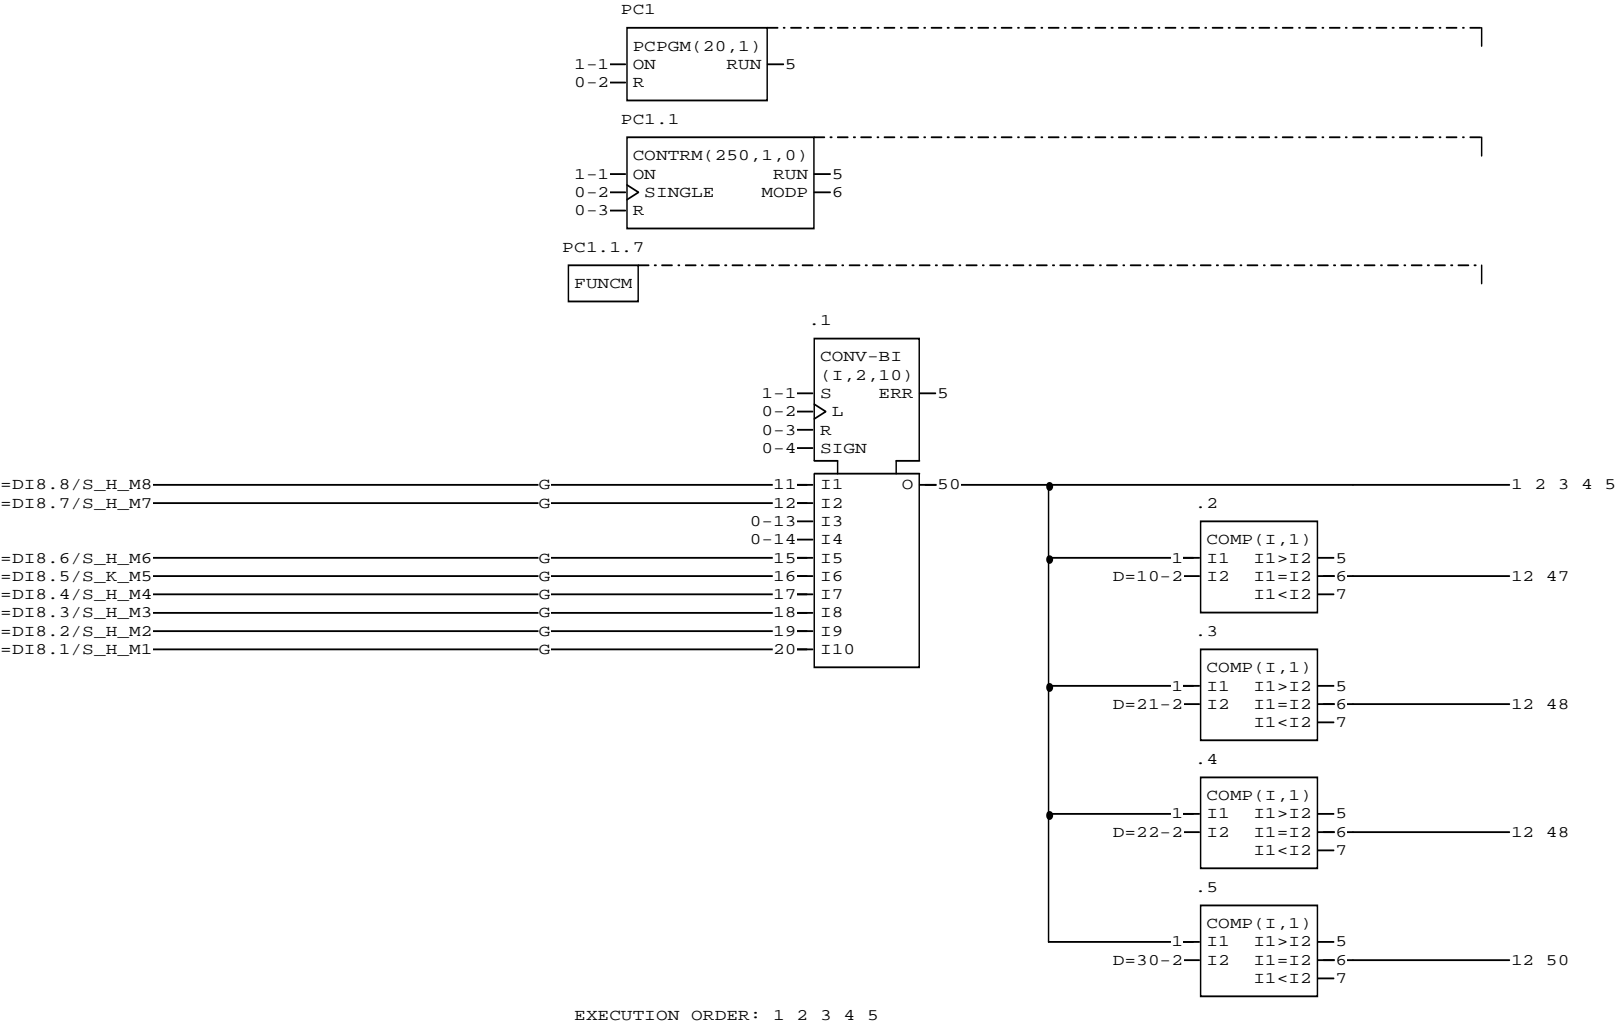 PC1
PCPGM(20,1)
1-1 ON RUN 5
0-2 R
PC1.1
CONTRM(250,1,0)
1-1 ON RUN 5
0-2 SINGLE MODP 6
0-3 R
PC1.1.7
FUNCM
.1
CONV-BI
(I,2,10)
1-1 S ERR 5
0-2 L
0-3 R
0-4 SIGN
=DI8.8/S_H_M8 G 11 I1 O 50 1 2 3 4 5
=DI8.7/S_H_M7 G 12 I2
0-13 I3
0-14 I4
=DI8.6/S_H_M6 G 15 I5
=DI8.5/S_K_M5 G 16 I6
=DI8.4/S_H_M4 G 17 I7
=DI8.3/S_H_M3 G 18 I8
=DI8.2/S_H_M2 G 19 I9
=DI8.1/S_H_M1 G 20 I10
.2
COMP(I,1)
1 I1 I1>I2 5
D=10-2 I2 I1=I2 6 12 47
I1<I2 7
.3
COMP(I,1)
1 I1 I1>I2 5
D=21-2 I2 I1=I2 6 12 48
I1<I2 7
.4
COMP(I,1)
1 I1 I1>I2 5
D=22-2 I2 I1=I2 6 12 48
I1<I2 7
.5
COMP(I,1)
1 I1 I1>I2 5
D=30-2 I2 I1=I2 6 12 50
I1<I2 7
EXECUTION ORDER: 1 2 3 4 5